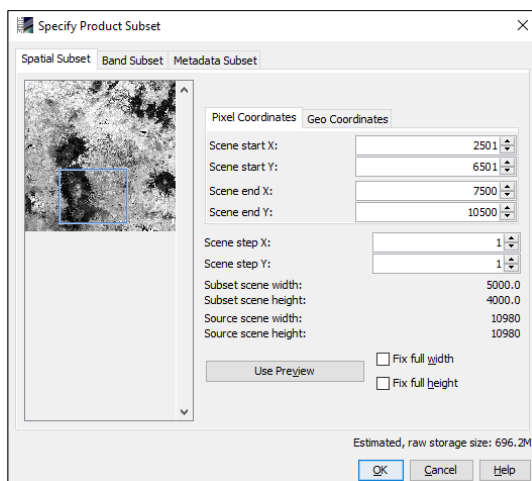 Specify Product Subset
Spatial Subset Band Subset Metadata Subset
Pixel Coordinates Geo Coordinates
Scene start X: 2501
Scene start Y: 6501
Scene end X: 7500
Scene end Y: 10500
Scene step X: 1
Scene step Y: 1
Subset scene width: 5000.0
Subset scene height: 4000.0
Source scene width: 10980
Source scene height: 10980
Use Preview
Fix full width
Fix full height
Estimated, raw storage size: 696.2M
OK Cancel Help